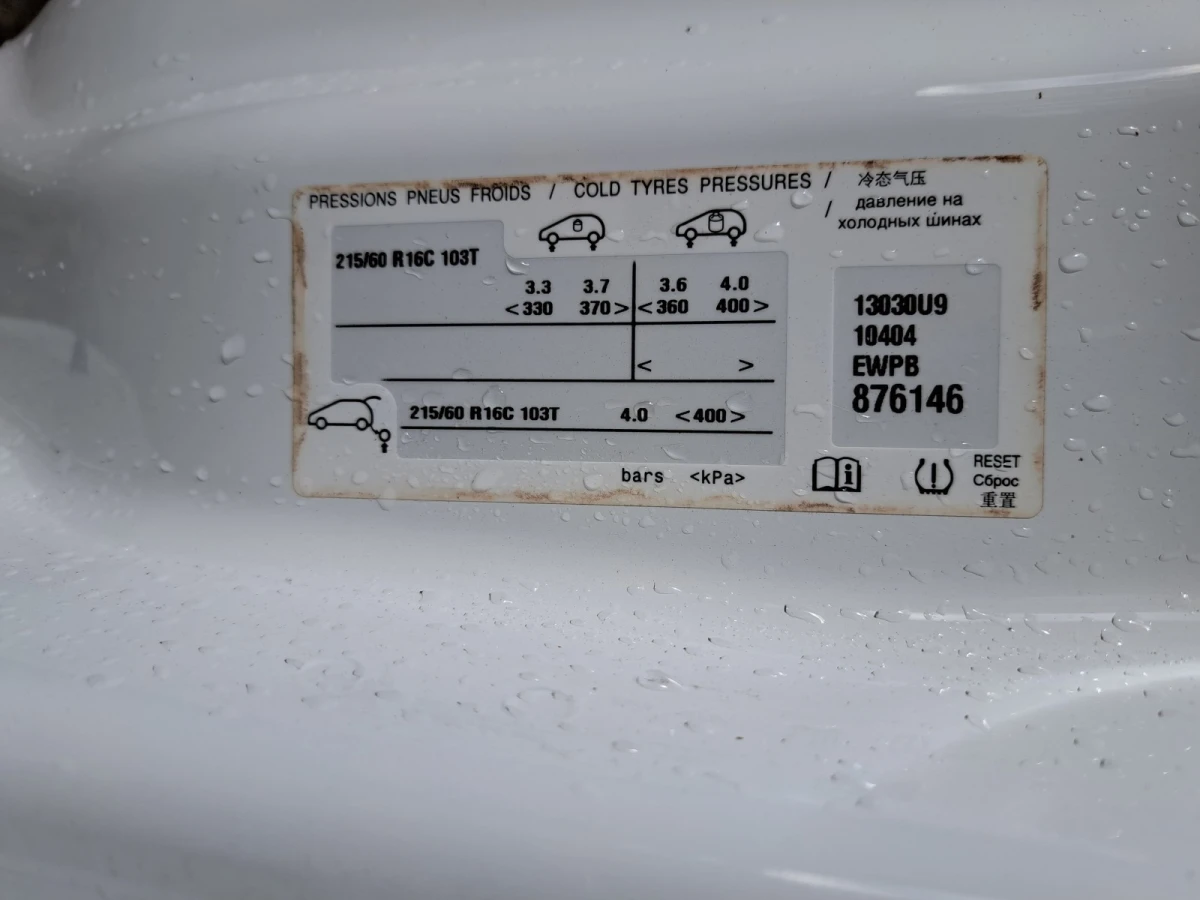 PRESSIONS PNEUS FROIDS / COLD TYRES PRESSURES / 冷态气压
/ давление на
холодных шинах
215/60 R16C 103T
3.3 3.7 3.6 4.0
<330 370> <360 400>
< >
215/60 R16C 103T 4.0 <400>
bars <kPa>
13030U9
10404
EWPB
876146
RESET
Сброс
重置